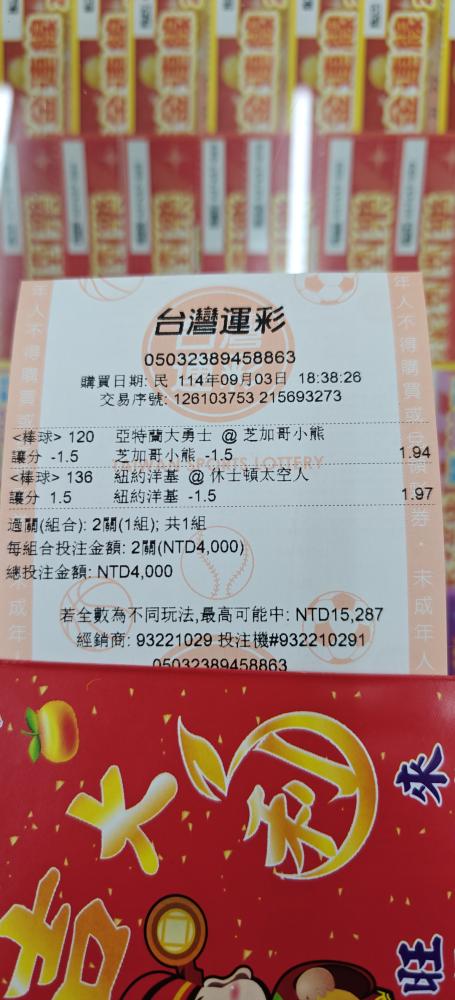 台灣運彩
05032389458863
購買日期: 民 114年09月03日 18:38:26
交易序號: 126103753 215693273
<棒球> 120 亞特蘭大勇士 @ 芝加哥小熊
讓分 -1.5 芝加哥小熊 -1.5 1.94
TAIWAN SPORTS LOTTERY
<棒球> 136 紐約洋基 @ 休士頓太空人
讓分 1.5 紐約洋基 -1.5 1.97
過關(組合): 2關(1組); 共1組
每組合投注金額: 2關(NTD4,000)
總投注金額: NTD4,000
若全數為不同玩法,最高可能中: NTD15,287
經銷商: 93221029 投注機#932210291
05032389458863
大利
吉
來
旺